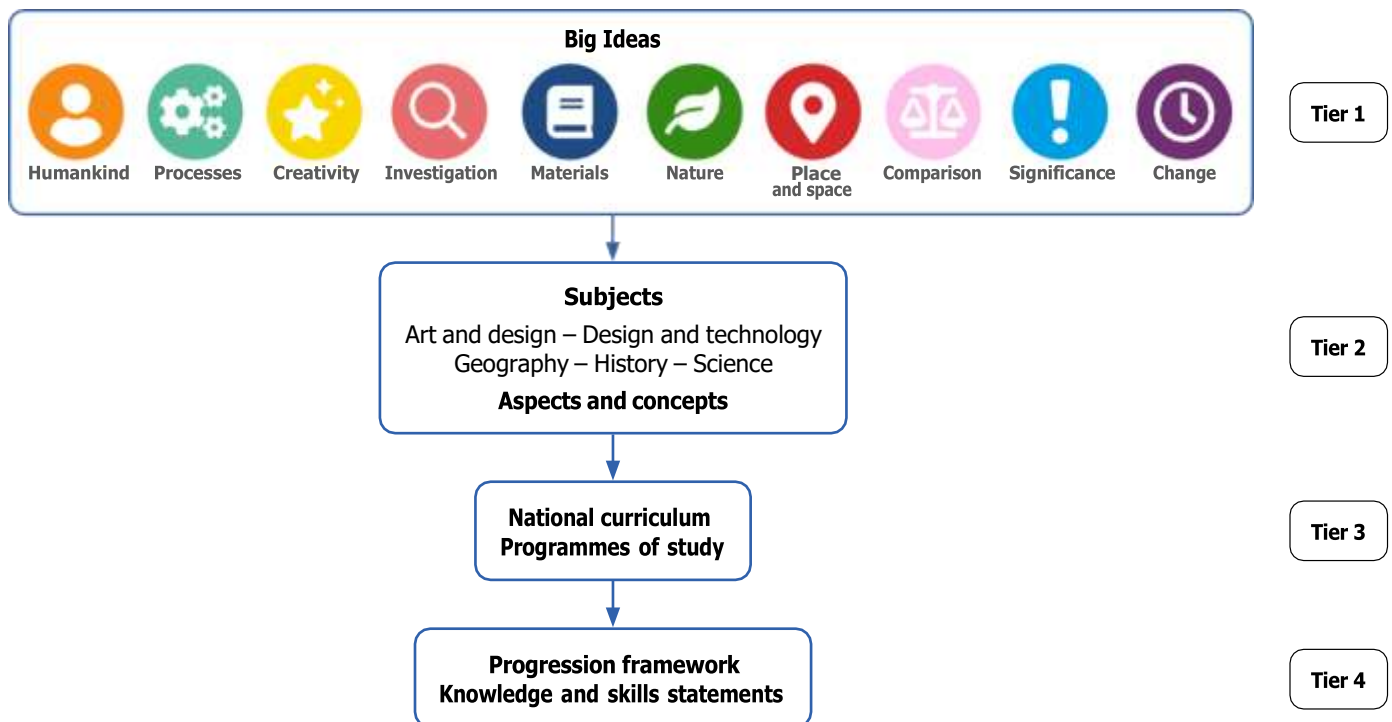 Big Ideas
Humankind Processes Creativity Investigation Materials Nature Place and space Comparison Significance Change
Tier 1
Subjects
Art and design – Design and technology
Geography – History – Science
Aspects and concepts
Tier 2
National curriculum
Programmes of study
Tier 3
Progression framework
Knowledge and skills statements
Tier 4